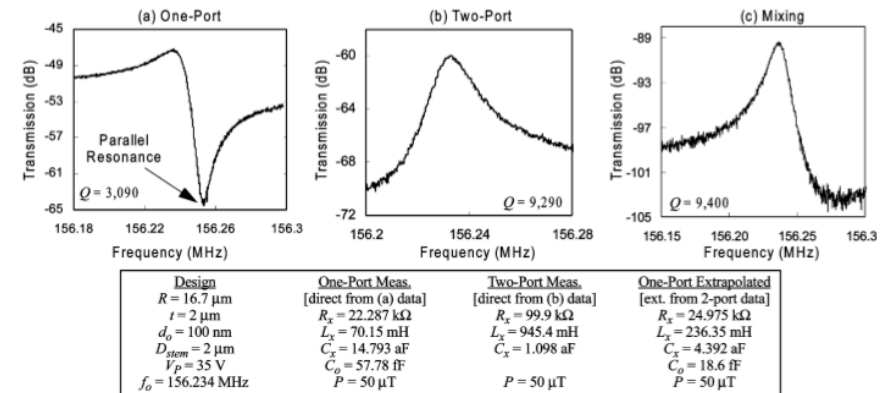 (a) One-Port
(b) Two-Port
(c) Mixing
Transmission (dB)
-45
-49
-53
-57
-61
-65
Parallel
Resonance
Q = 3,090
156.18
156.22
156.26
156.3
Frequency (MHz)
Transmission (dB)
-60
-64
-68
-72
Q = 9,290
156.2
156.24
156.28
Frequency (MHz)
Transmission (dB)
-89
-93
-97
-101
-105
Q = 9,400
156.15
156.20
156.25
156.3
Frequency (MHz)
Design
R = 16.7 μm
t = 2 μm
dₒ = 100 nm
D_stem = 2 μm
V_P = 35 V
fₒ = 156.234 MHz
One-Port Meas.
[direct from (a) data]
Rₓ = 22.287 kΩ
Lₓ = 70.15 mH
Cₓ = 14.793 aF
Cₒ = 57.78 fF
P = 50 μT
Two-Port Meas.
[direct from (b) data]
Rₓ = 99.9 kΩ
Lₓ = 945.4 mH
Cₓ = 1.098 aF
P = 50 μT
One-Port Extrapolated
[ext. from 2-port data]
Rₓ = 24.975 kΩ
Lₓ = 236.35 mH
Cₓ = 4.392 aF
Cₒ = 18.6 fF
P = 50 μT